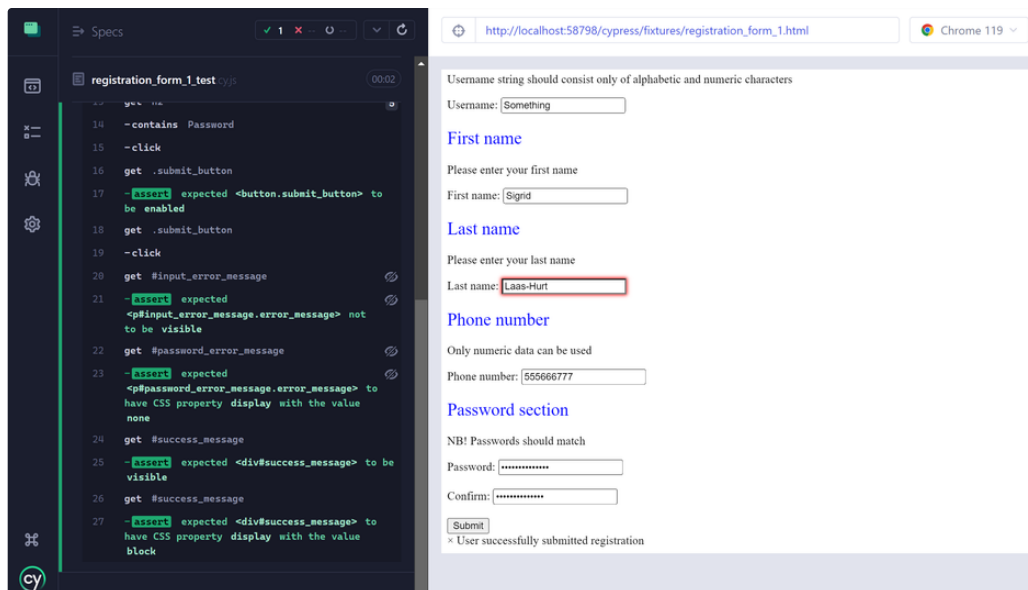 Specs
✓ 1 × -- --
registration_form_1_test.cy.js 00:02
13 get h2 5
14 -contains Password
15 -click
16 get .submit_button
17 -assert expected <button.submit_button> to
be enabled
18 get .submit_button
19 -click
20 get #input_error_message
21 -assert expected
<p#input_error_message.error_message> not
to be visible
22 get #password_error_message
23 -assert expected
<p#password_error_message.error_message> to
have CSS property display with the value
none
24 get #success_message
25 -assert expected <div#success_message> to be
visible
26 get #success_message
27 -assert expected <div#success_message> to
have CSS property display with the value
block
cy
http://localhost:58798/cypress/fixtures/registration_form_1.html
Chrome 119
Username string should consist only of alphabetic and numeric characters
Username: Something
First name
Please enter your first name
First name: Sigrid
Last name
Please enter your last name
Last name: Laas-Hurt
Phone number
Only numeric data can be used
Phone number: 555666777
Password section
NB! Passwords should match
Password: ••••••••••••••
Confirm: ••••••••••••••
Submit
× User successfully submitted registration